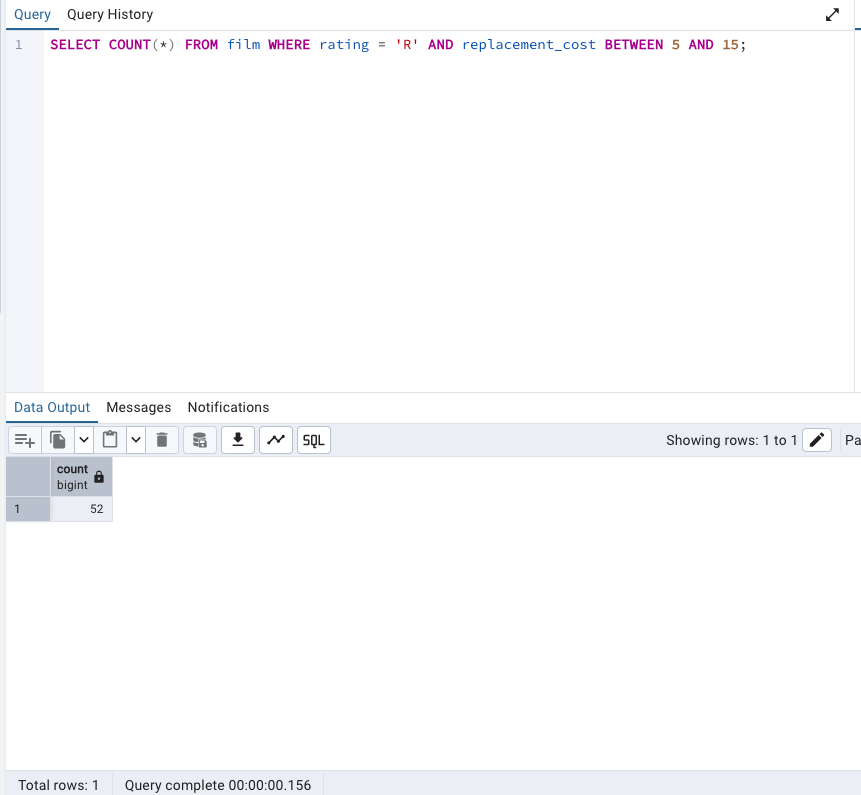 Query Query History
1 SELECT COUNT(*) FROM film WHERE rating = 'R' AND replacement_cost BETWEEN 5 AND 15;
Data Output Messages Notifications
SQL Showing rows: 1 to 1 Pa
count
bigint
1 52
Total rows: 1 Query complete 00:00:00.156